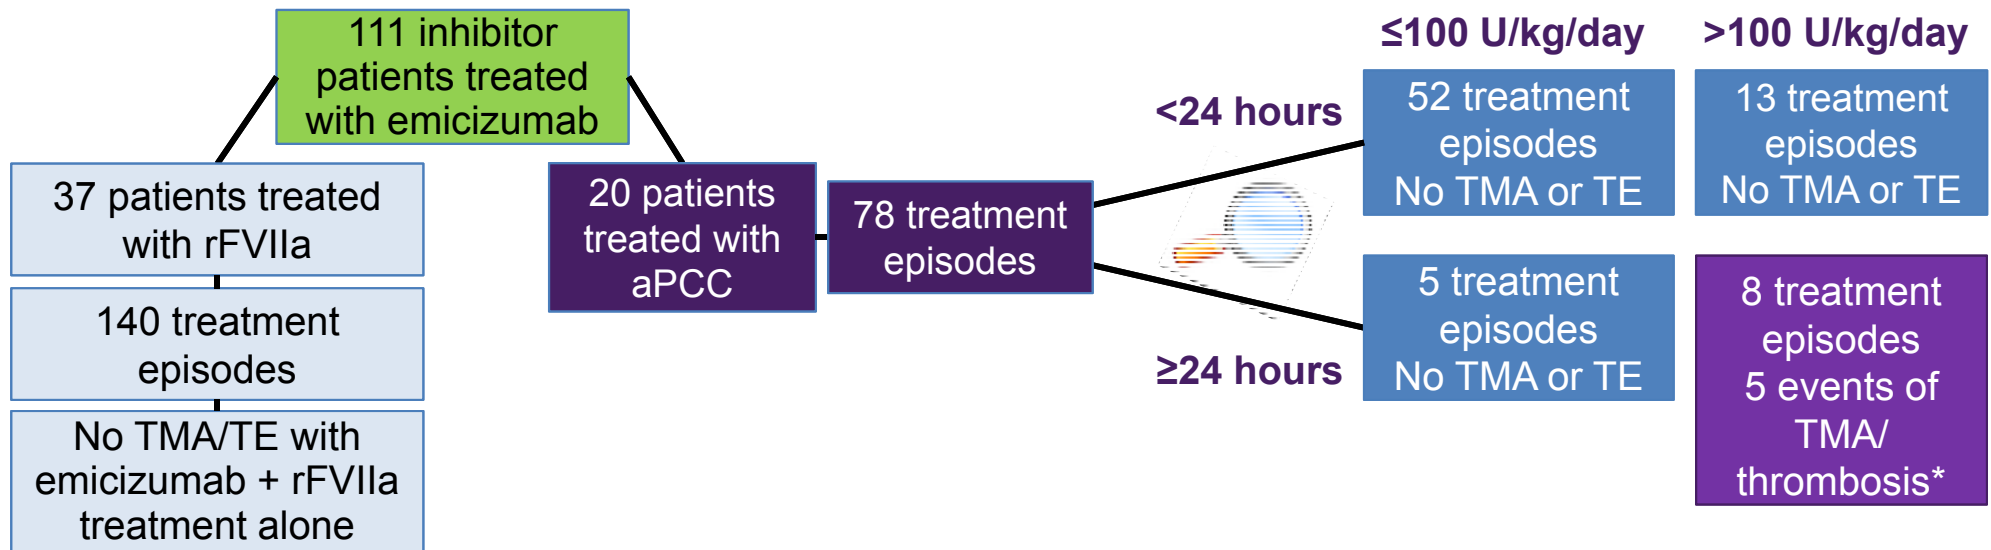 111 inhibitor
patients treated
with emicizumab
37 patients treated
with rFVIIa
140 treatment
episodes
No TMA/TE with
emicizumab + rFVIIa
treatment alone
20 patients
treated with
aPCC
78 treatment
episodes
<24 hours
≥24 hours
≤100 U/kg/day
>100 U/kg/day
52 treatment
episodes
No TMA or TE
13 treatment
episodes
No TMA or TE
5 treatment
episodes
No TMA or TE
8 treatment
episodes
5 events of
TMA/
thrombosis*